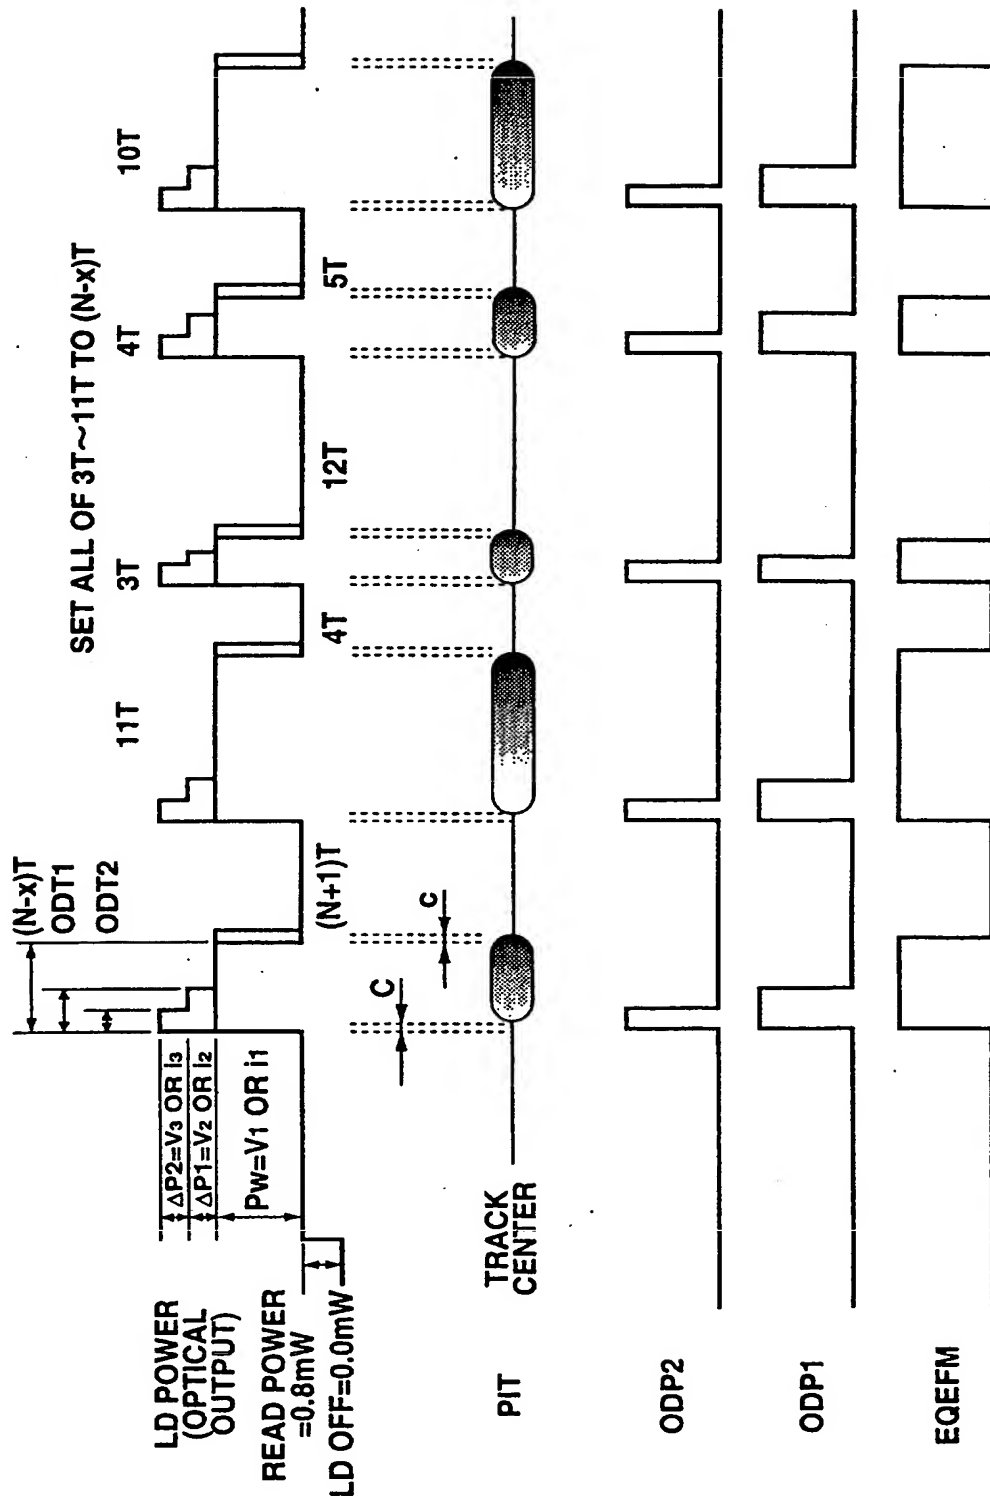 SET ALL OF 3T~11T TO (N-x)T
(N-x)T
ODT1
ODT2
11T
3T
4T
10T
LD POWER
(OPTICAL
OUTPUT)
ΔP2=V3 OR i3
ΔP1=V2 OR i2
Pw=V1 OR i1
READ POWER
=0.8mW
LD OFF=0.0mW
(N+1)T
4T
12T
5T
C
c
PIT
TRACK
CENTER
ODP2
ODP1
EQEFM